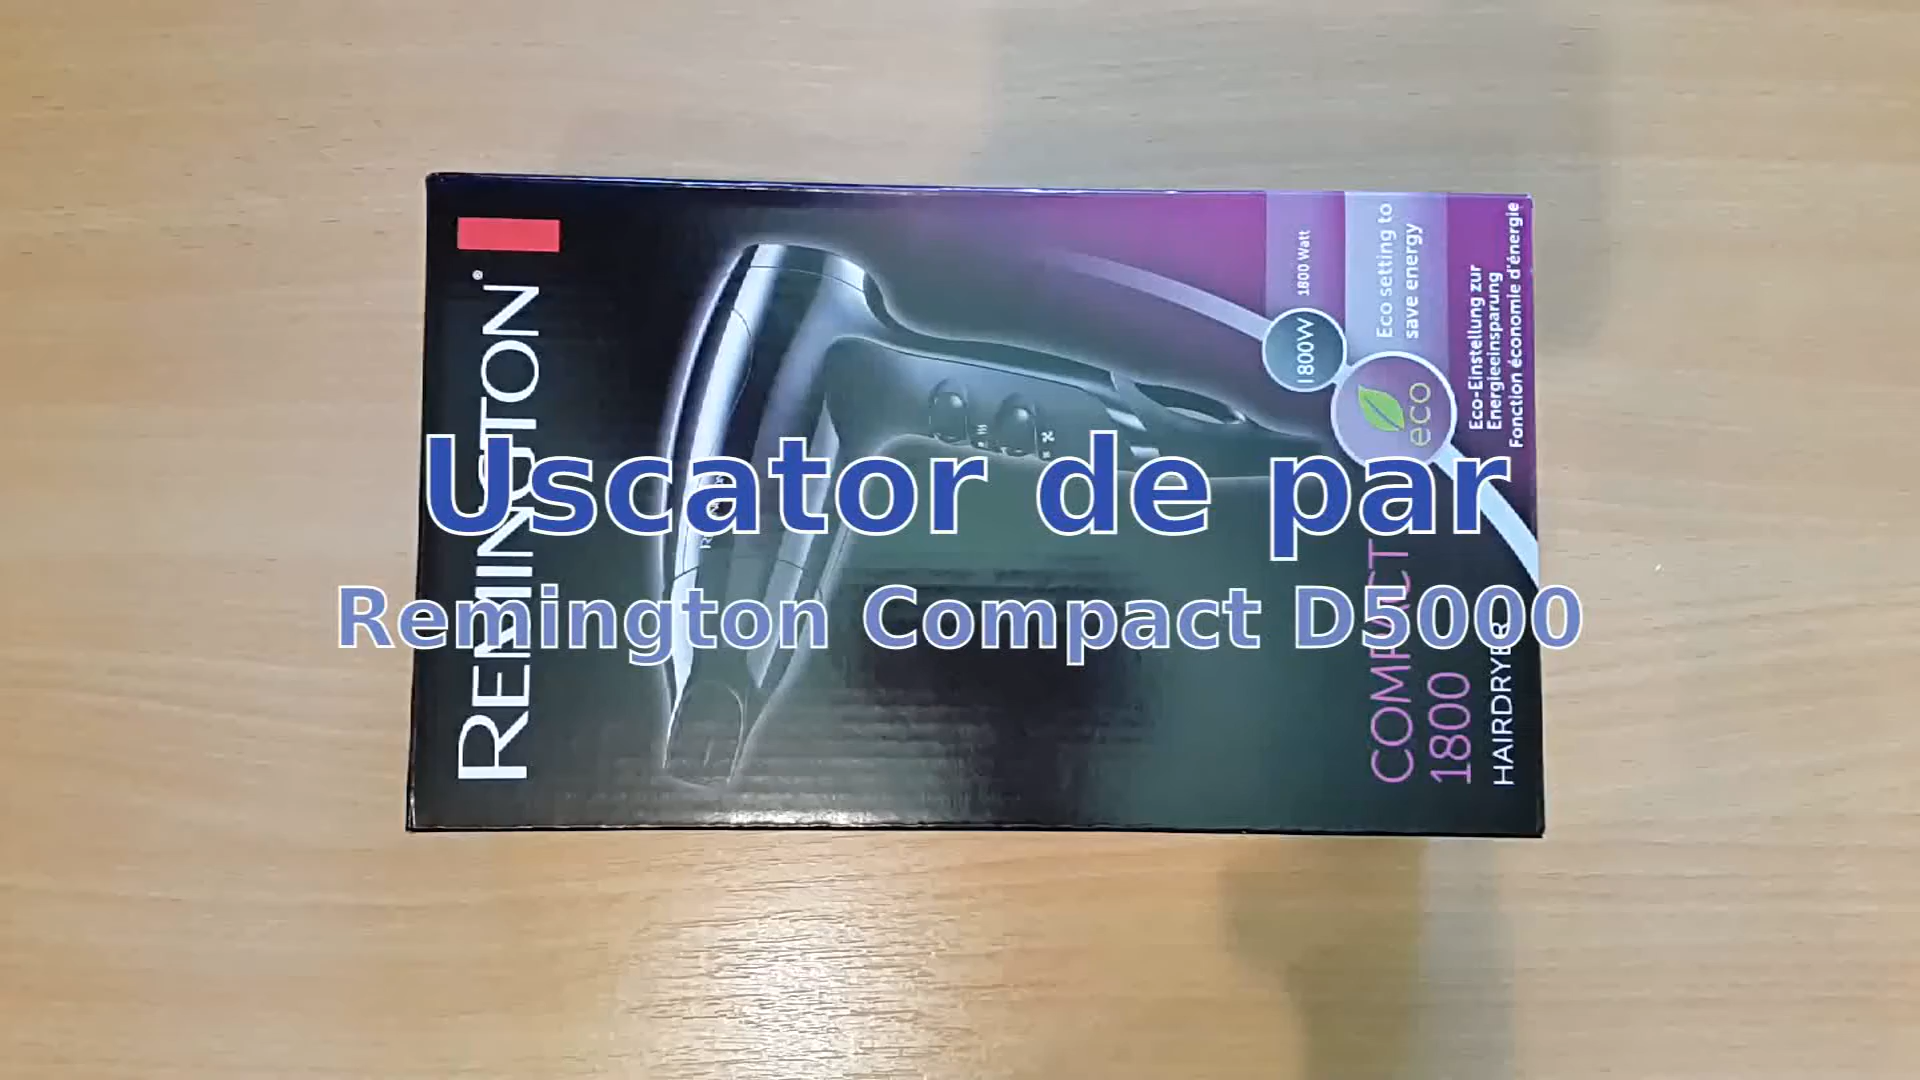 Uscator de par
Remington Compact D5000
REMINGTON®
1800W
1800 Watt
eco
Eco setting to
save energy
Eco-Einstellung zur
Energieeinsparung
Fonction économie d'énergie
COMPACT
1800
HAIRDRYER